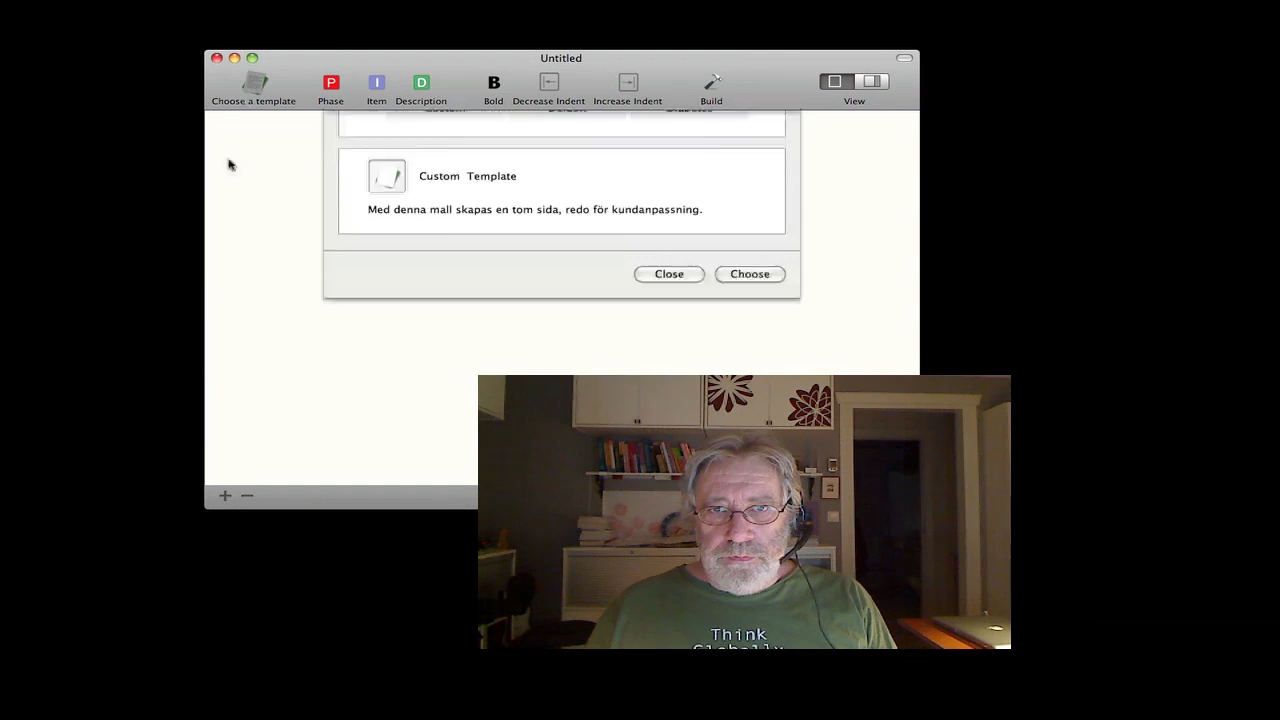 Untitled
Choose a template
P
Phase
I
Item
D
Description
B
Bold
Decrease Indent
Increase Indent
Build
View
Custom Template
Med denna mall skapas en tom sida, redo för kundanpassning.
Close
Choose
Think